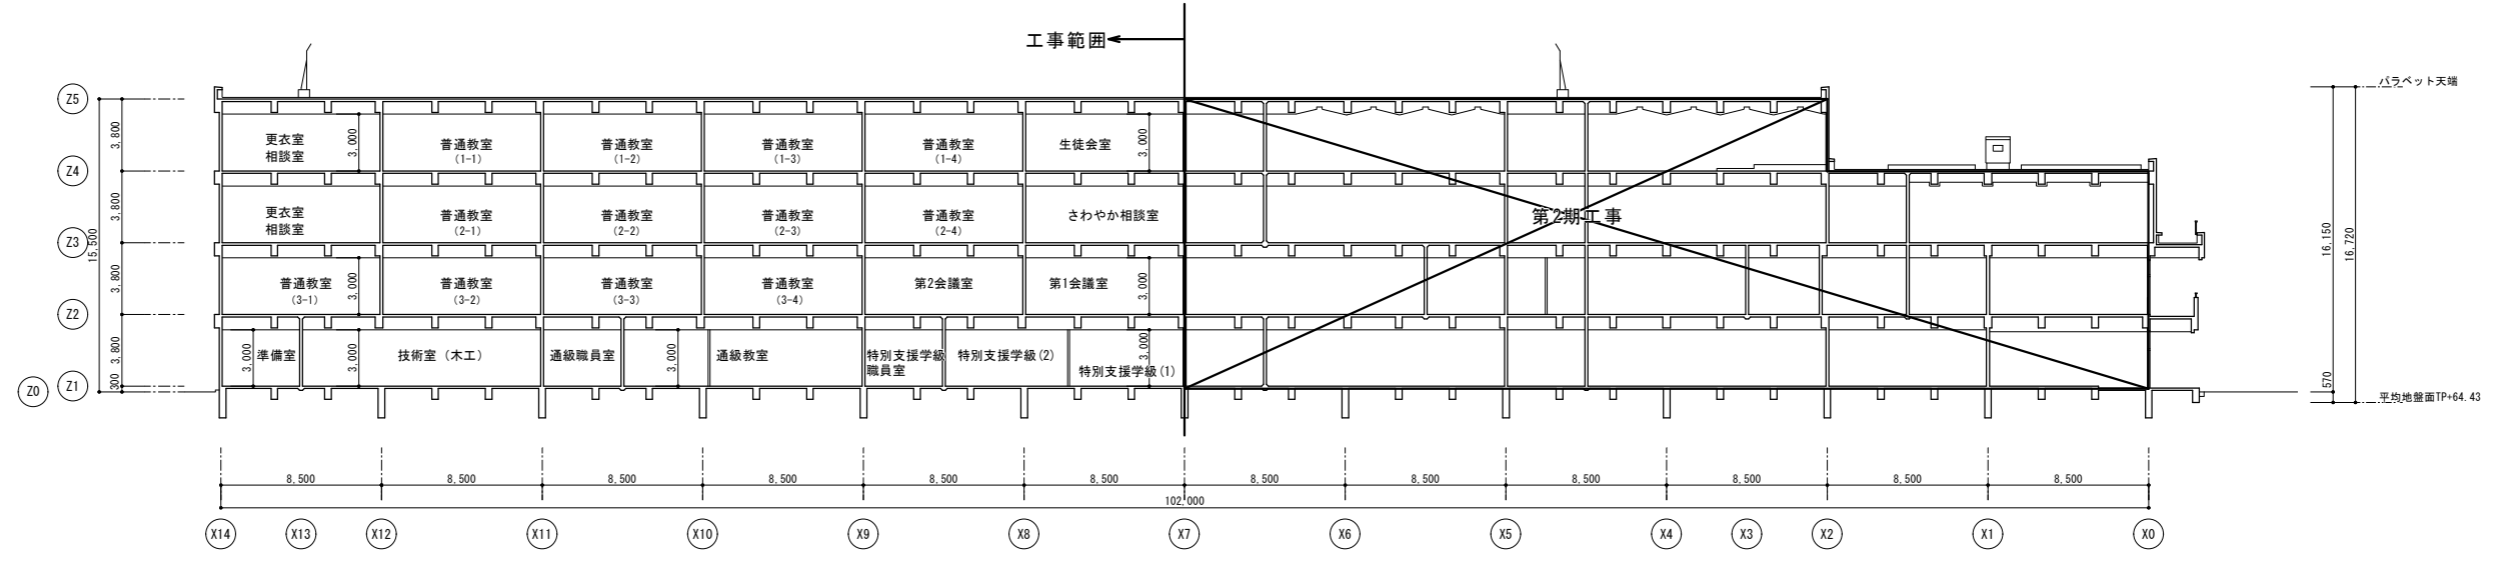 工事範囲
パラペット天端
Z5
Z4
Z3
Z2
Z1
Z0
3,800
3,800
3,800
3,800
300
15,500
更衣室
相談室
3,000
普通教室
(1-1)
普通教室
(1-2)
普通教室
(1-3)
普通教室
(1-4)
生徒会室
3,000
更衣室
相談室
普通教室
(2-1)
普通教室
(2-2)
普通教室
(2-3)
普通教室
(2-4)
さわやか相談室
第2期工事
普通教室
(3-1)
3,000
普通教室
(3-2)
普通教室
(3-3)
普通教室
(3-4)
第2会議室
第1会議室
3,000
3,000
準備室
3,000
技術室（木工）
通級職員室
3,000
通級教室
特別支援学級
職員室
特別支援学級(2)
3,000
特別支援学級(1)
16,150
16,720
570
平均地盤面TP+64.43
8,500
8,500
8,500
8,500
8,500
8,500
8,500
8,500
8,500
8,500
8,500
8,500
102,000
X14
X13
X12
X11
X10
X9
X8
X7
X6
X5
X4
X3
X2
X1
X0